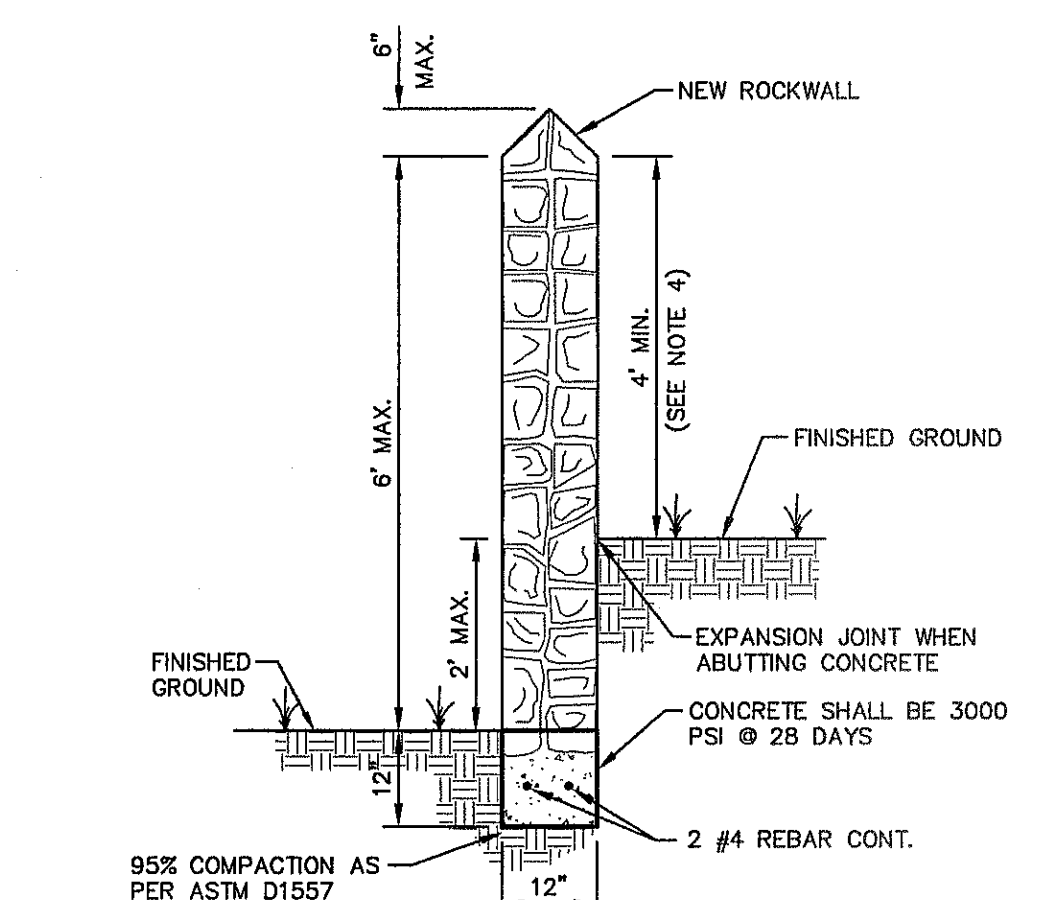 6"
MAX.
NEW ROCKWALL
6' MAX.
4' MIN.
(SEE NOTE 4)
FINISHED GROUND
2' MAX.
EXPANSION JOINT WHEN
ABUTTING CONCRETE
FINISHED
GROUND
CONCRETE SHALL BE 3000
PSI @ 28 DAYS
12"
2 #4 REBAR CONT.
95% COMPACTION AS
PER ASTM D1557
12"